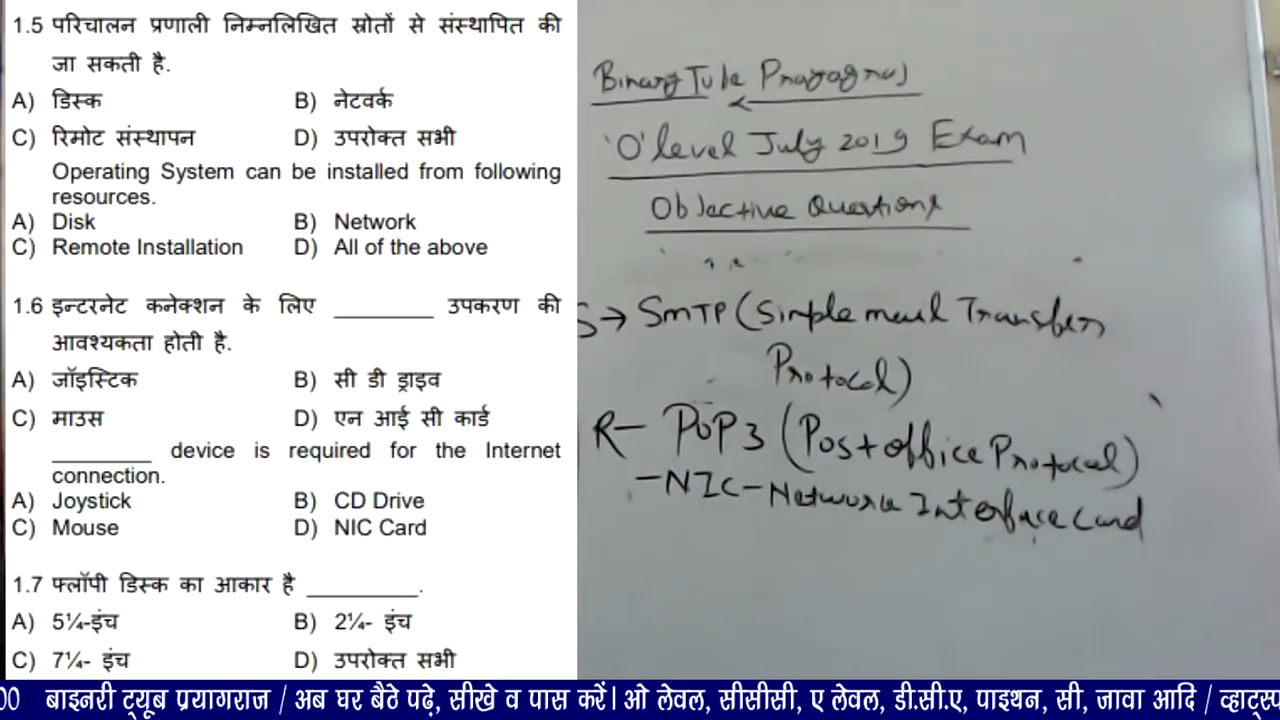 1.5 परिचालन प्रणाली निम्नलिखित स्रोतों से संस्थापित की
जा सकती है.
A) डिस्क B) नेटवर्क
C) रिमोट संस्थापन D) उपरोक्त सभी
Operating System can be installed from following
resources.
A) Disk B) Network
C) Remote Installation D) All of the above
1.6 इन्टरनेट कनेक्शन के लिए ________ उपकरण की
आवश्यकता होती है.
A) जॉइस्टिक B) सी डी ड्राइव
C) माउस D) एन आई सी कार्ड
________ device is required for the Internet
connection.
A) Joystick B) CD Drive
C) Mouse D) NIC Card
1.7 फ्लॉपी डिस्क का आकार है _________.
A) 5¼-इंच B) 2¼- इंच
C) 7¼- इंच D) उपरोक्त सभी
Binary Tube Prayagraj
'O' level July 2019 Exam
Objective Questions
S → SMTP (Simple mail Transfer
Protocol)
R – POP3 (Post office Protocol)
– NIC – Network Interface Card
00 बाइनरी ट्यूब प्रयागराज / अब घर बैठे पढ़े, सीखे व पास करें। ओ लेवल, सीसीसी, ए लेवल, डी.सी.ए, पाइथन, सी, जावा आदि / व्हाट्स